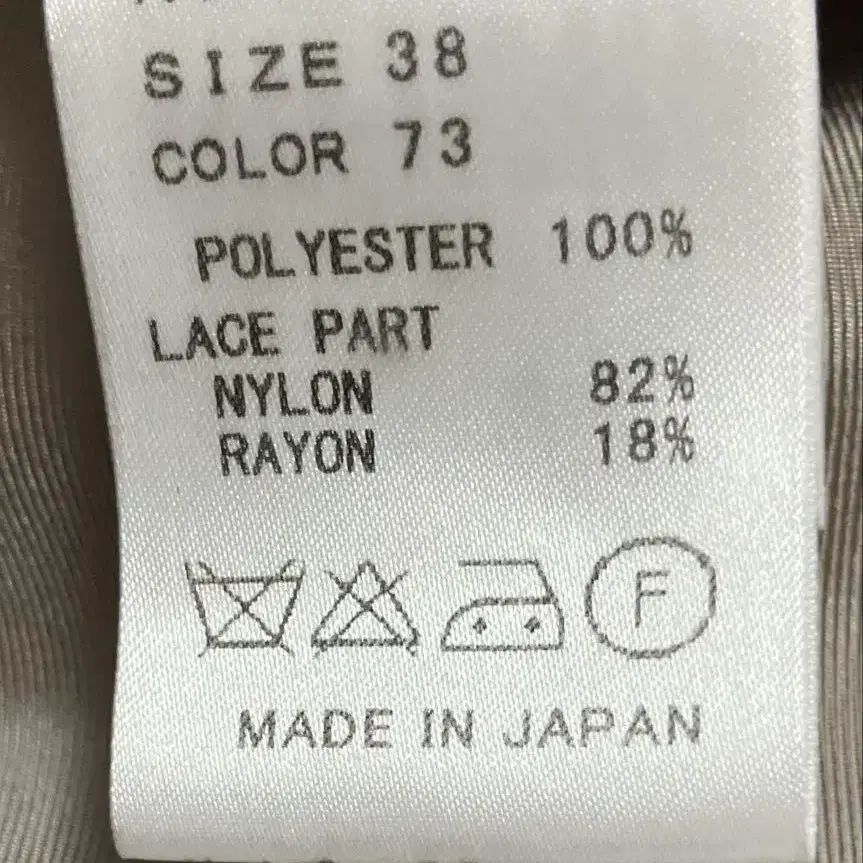 SIZE 38
COLOR 73
POLYESTER 100%
LACE PART
NYLON 82%
RAYON 18%
F
MADE IN JAPAN